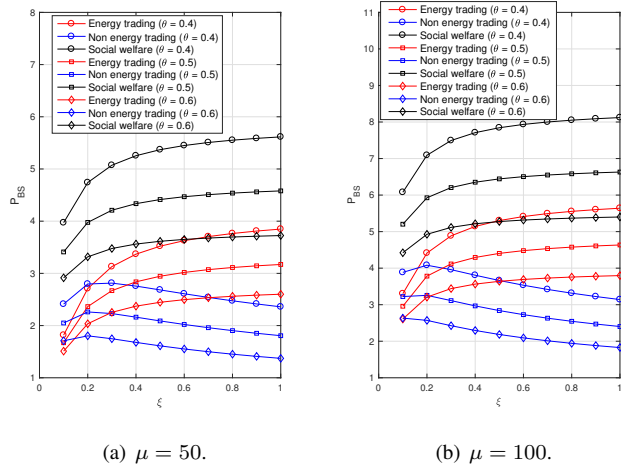 8
7
6
5
4
3
2
1
P_BS
0
0.2
0.4
0.6
0.8
1
ξ
Energy trading (θ = 0.4)
Non energy trading (θ = 0.4)
Social welfare (θ = 0.4)
Energy trading (θ = 0.5)
Non energy trading (θ = 0.5)
Social welfare (θ = 0.5)
Energy trading (θ = 0.6)
Non energy trading (θ = 0.6)
Social welfare (θ = 0.6)
(a) μ = 50.
11
10
9
8
7
6
5
4
3
2
1
P_BS
0
0.2
0.4
0.6
0.8
1
ξ
Energy trading (θ = 0.4)
Non energy trading (θ = 0.4)
Social welfare (θ = 0.4)
Energy trading (θ = 0.5)
Non energy trading (θ = 0.5)
Social welfare (θ = 0.5)
Energy trading (θ = 0.6)
Non energy trading (θ = 0.6)
Social welfare (θ = 0.6)
(b) μ = 100.